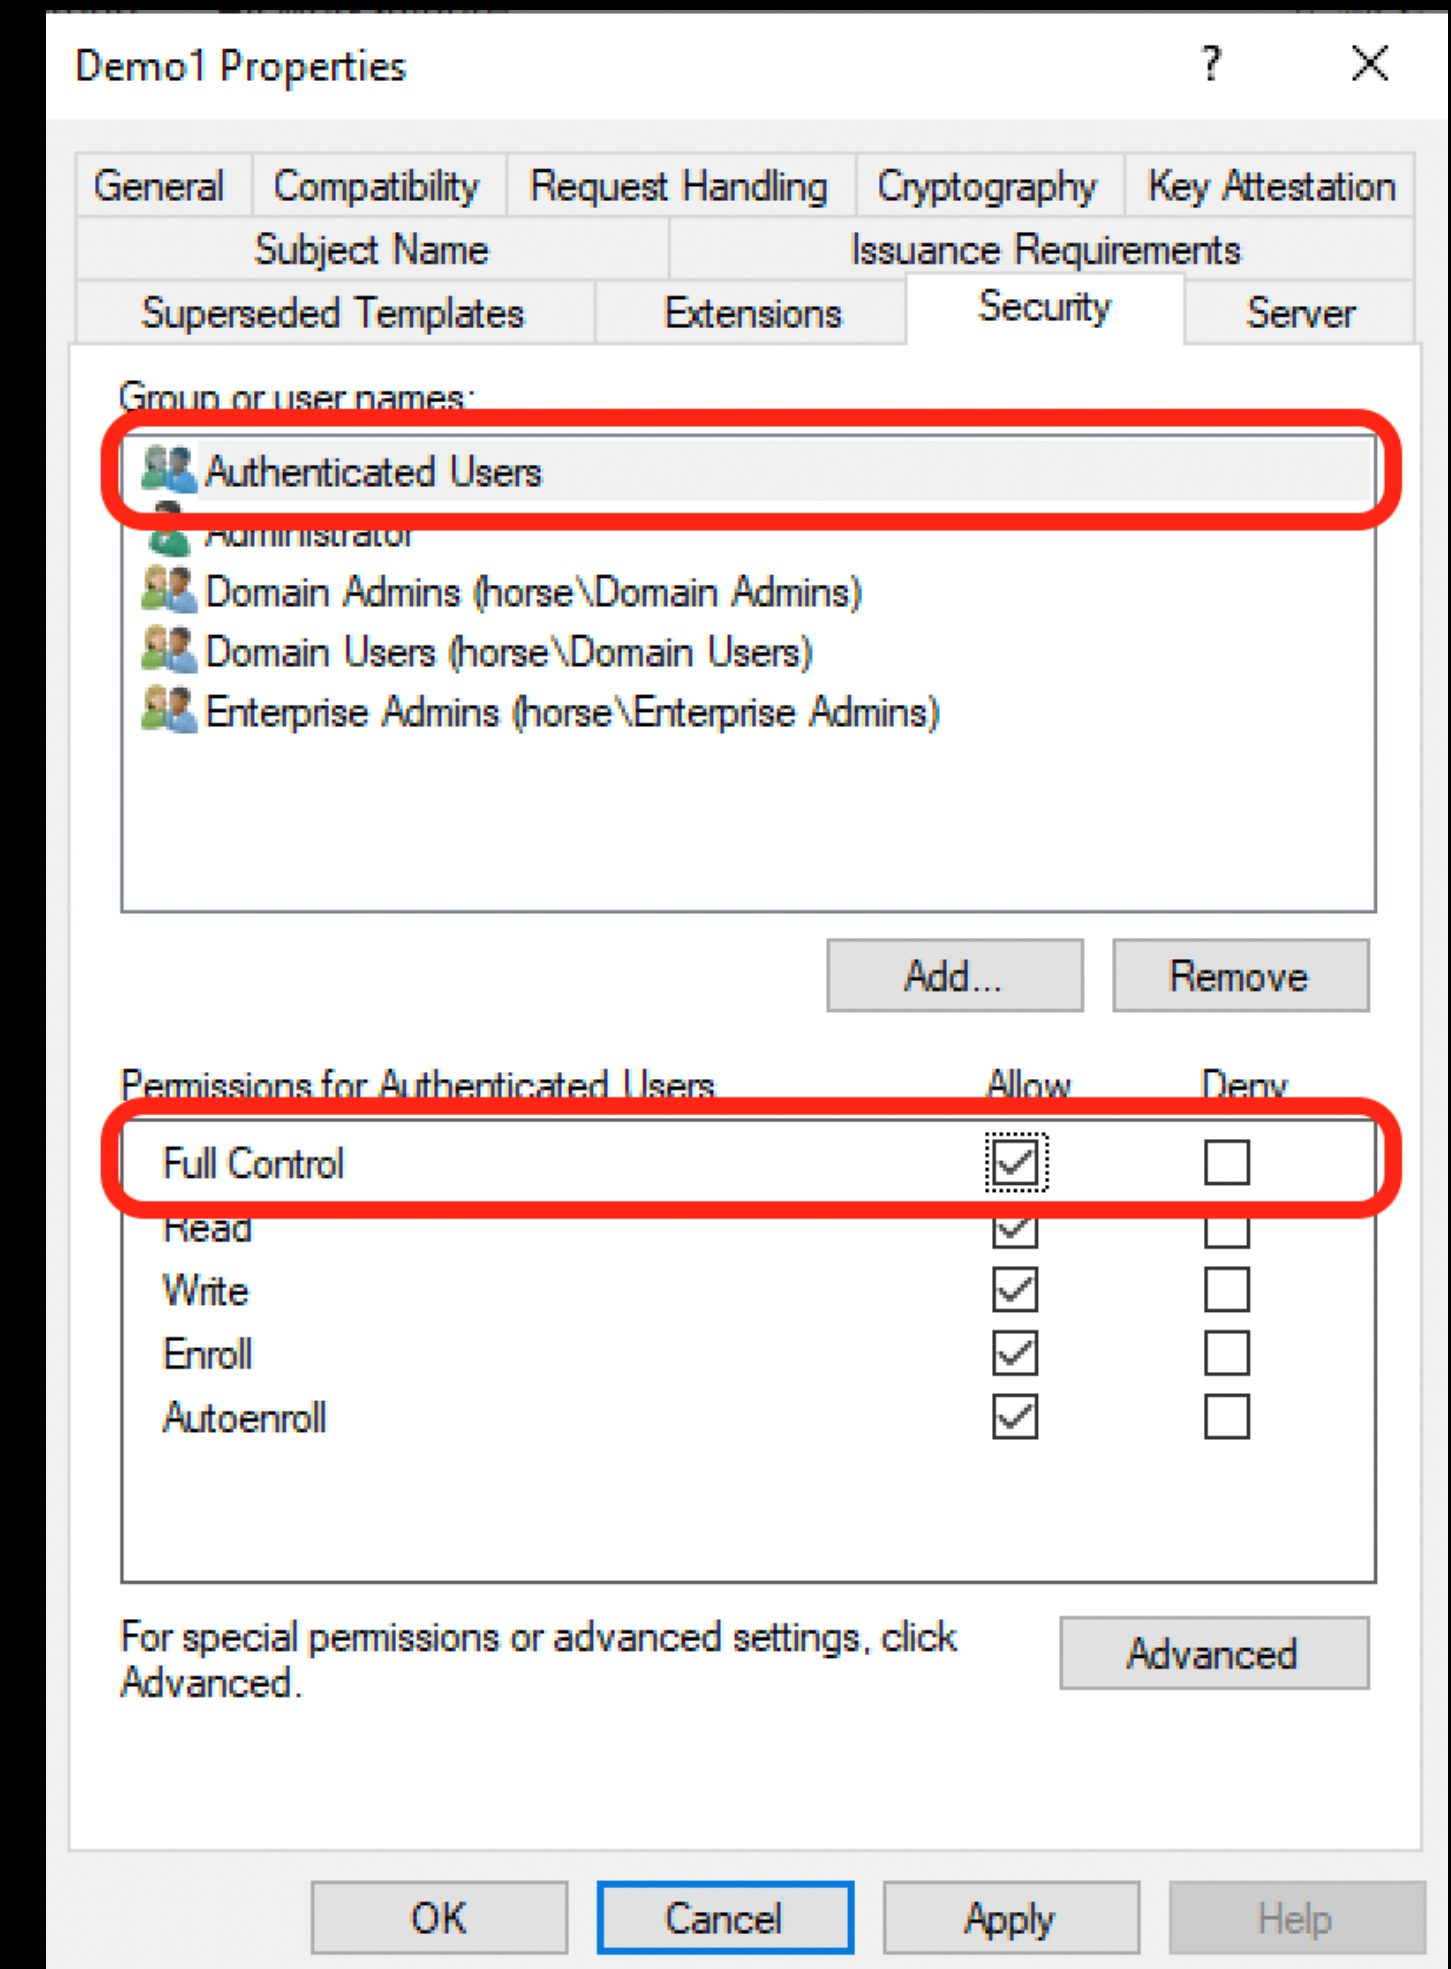 Demo1 Properties ?
General Compatibility Request Handling Cryptography Key Attestation
Subject Name Issuance Requirements
Superseded Templates Extensions Security Server
Group or user names:
Authenticated Users
Administrator
Domain Admins (horse\Domain Admins)
Domain Users (horse\Domain Users)
Enterprise Admins (horse\Enterprise Admins)
Add... Remove
Permissions for Authenticated Users Allow Deny
Full Control
Read
Write
Enroll
Autoenroll
For special permissions or advanced settings, click
Advanced.
Advanced
OK Cancel Apply Help